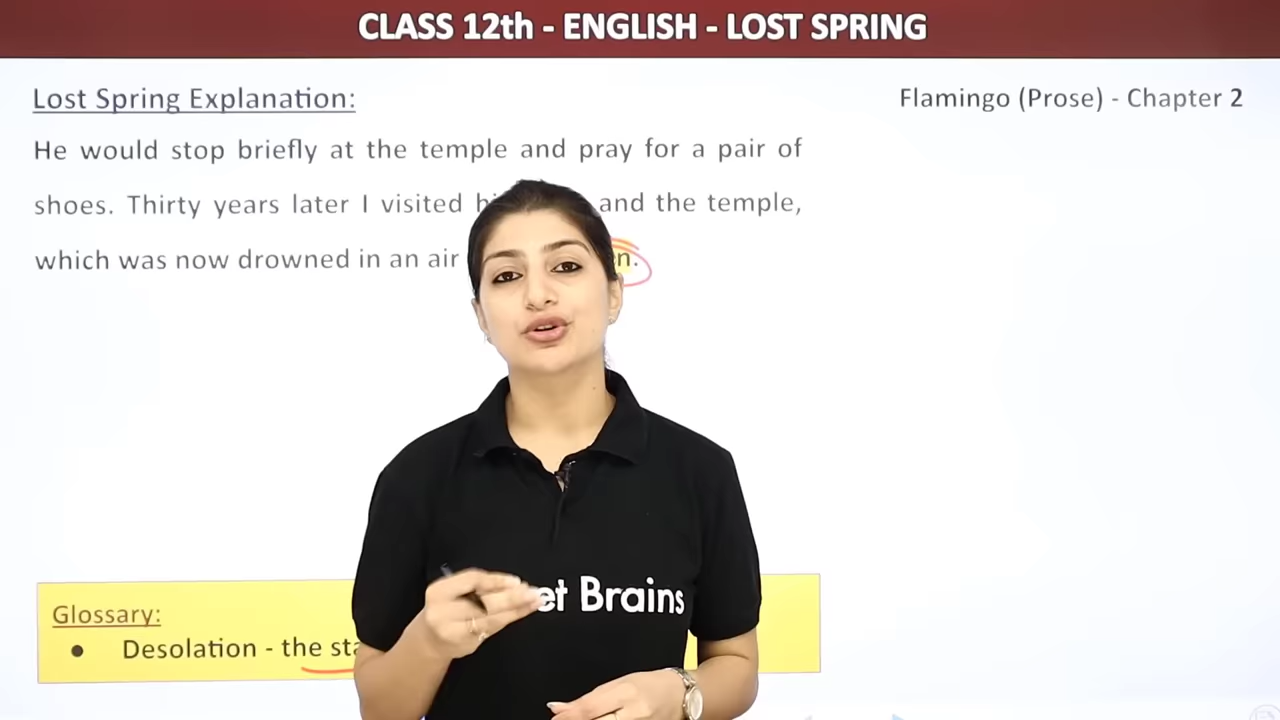 CLASS 12th - ENGLISH - LOST SPRING
Lost Spring Explanation:
Flamingo (Prose) - Chapter 2
He would stop briefly at the temple and pray for a pair of
shoes. Thirty years later I visited and the temple,
which was now drowned in an air
Glossary:
● Desolation - the
Brains